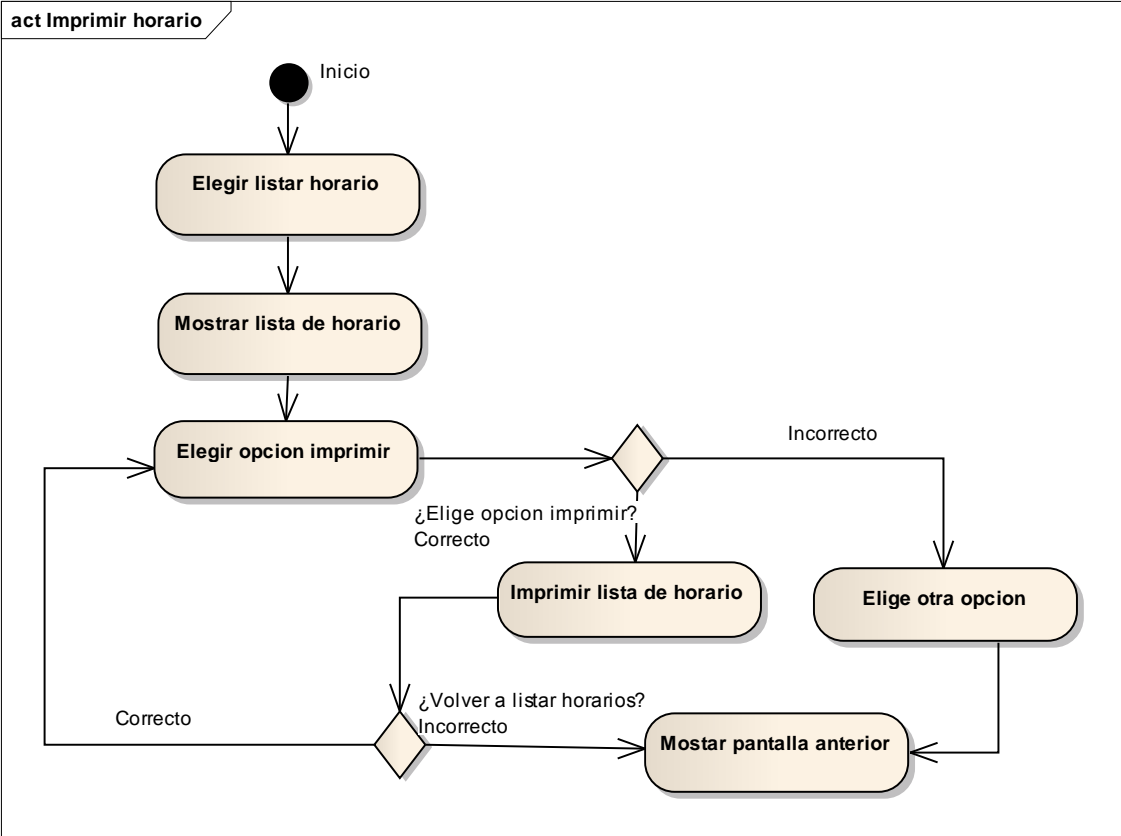 act Imprimir horario
Inicio
Elegir listar horario
Mostrar lista de horario
Elegir opcion imprimir
Incorrecto
¿Elige opcion imprimir?
Correcto
Imprimir lista de horario
Elige otra opcion
¿Volver a listar horarios?
Incorrecto
Correcto
Mostar pantalla anterior